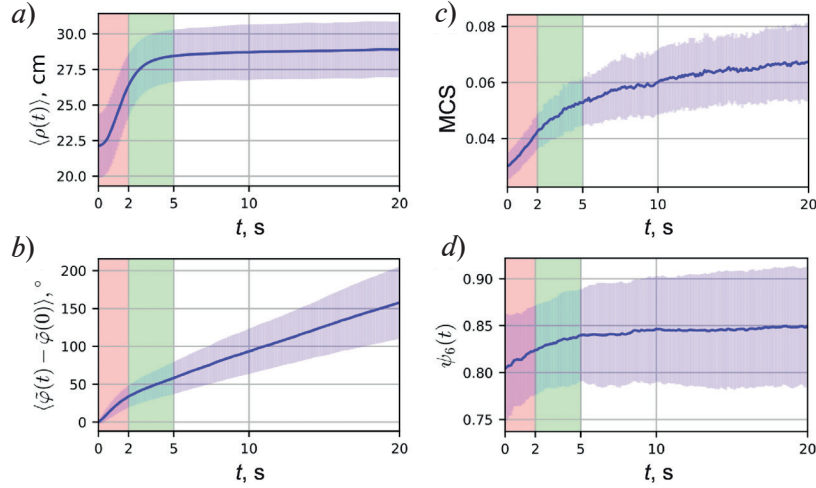 a)
⟨ρ(t)⟩, cm
30.0
27.5
25.0
22.5
20.0
0 2 5 10 20
t, s
b)
⟨φ̃(t) − φ̃(0)⟩, °
200
150
100
50
0
0 2 5 10 20
t, s
c)
MCS
0.08
0.06
0.04
0 2 5 10 20
t, s
d)
ψ₆(t)
0.90
0.85
0.80
0.75
0 2 5 10 20
t, s